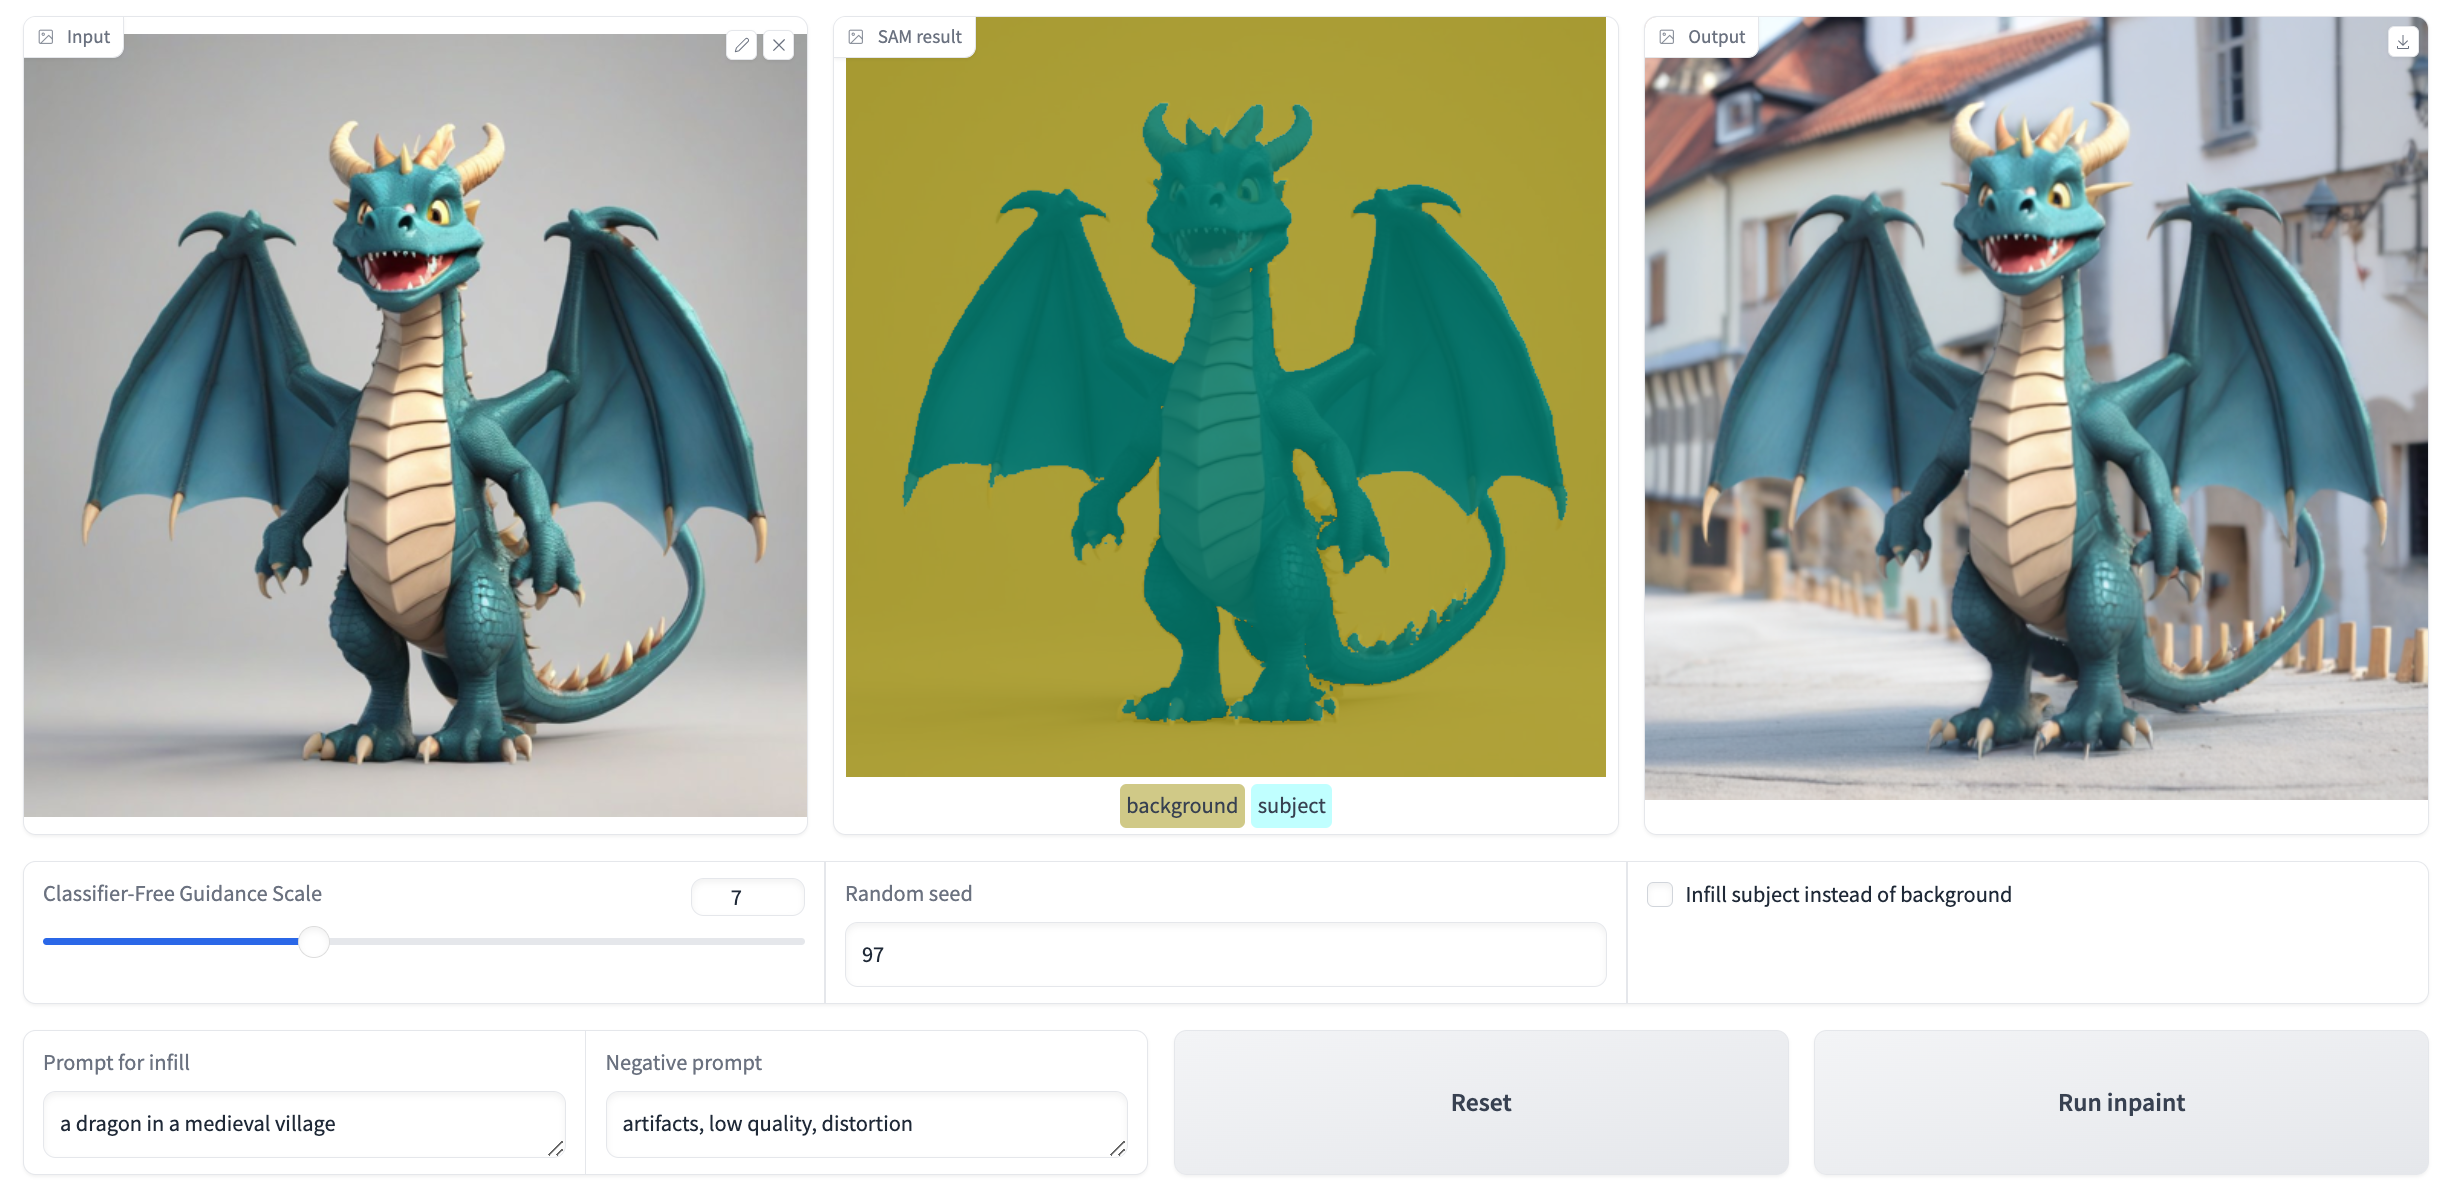 Input
SAM result
Output
background subject
Classifier-Free Guidance Scale
7
Random seed
97
Infill subject instead of background
Prompt for infill
a dragon in a medieval village
Negative prompt
artifacts, low quality, distortion
Reset
Run inpaint